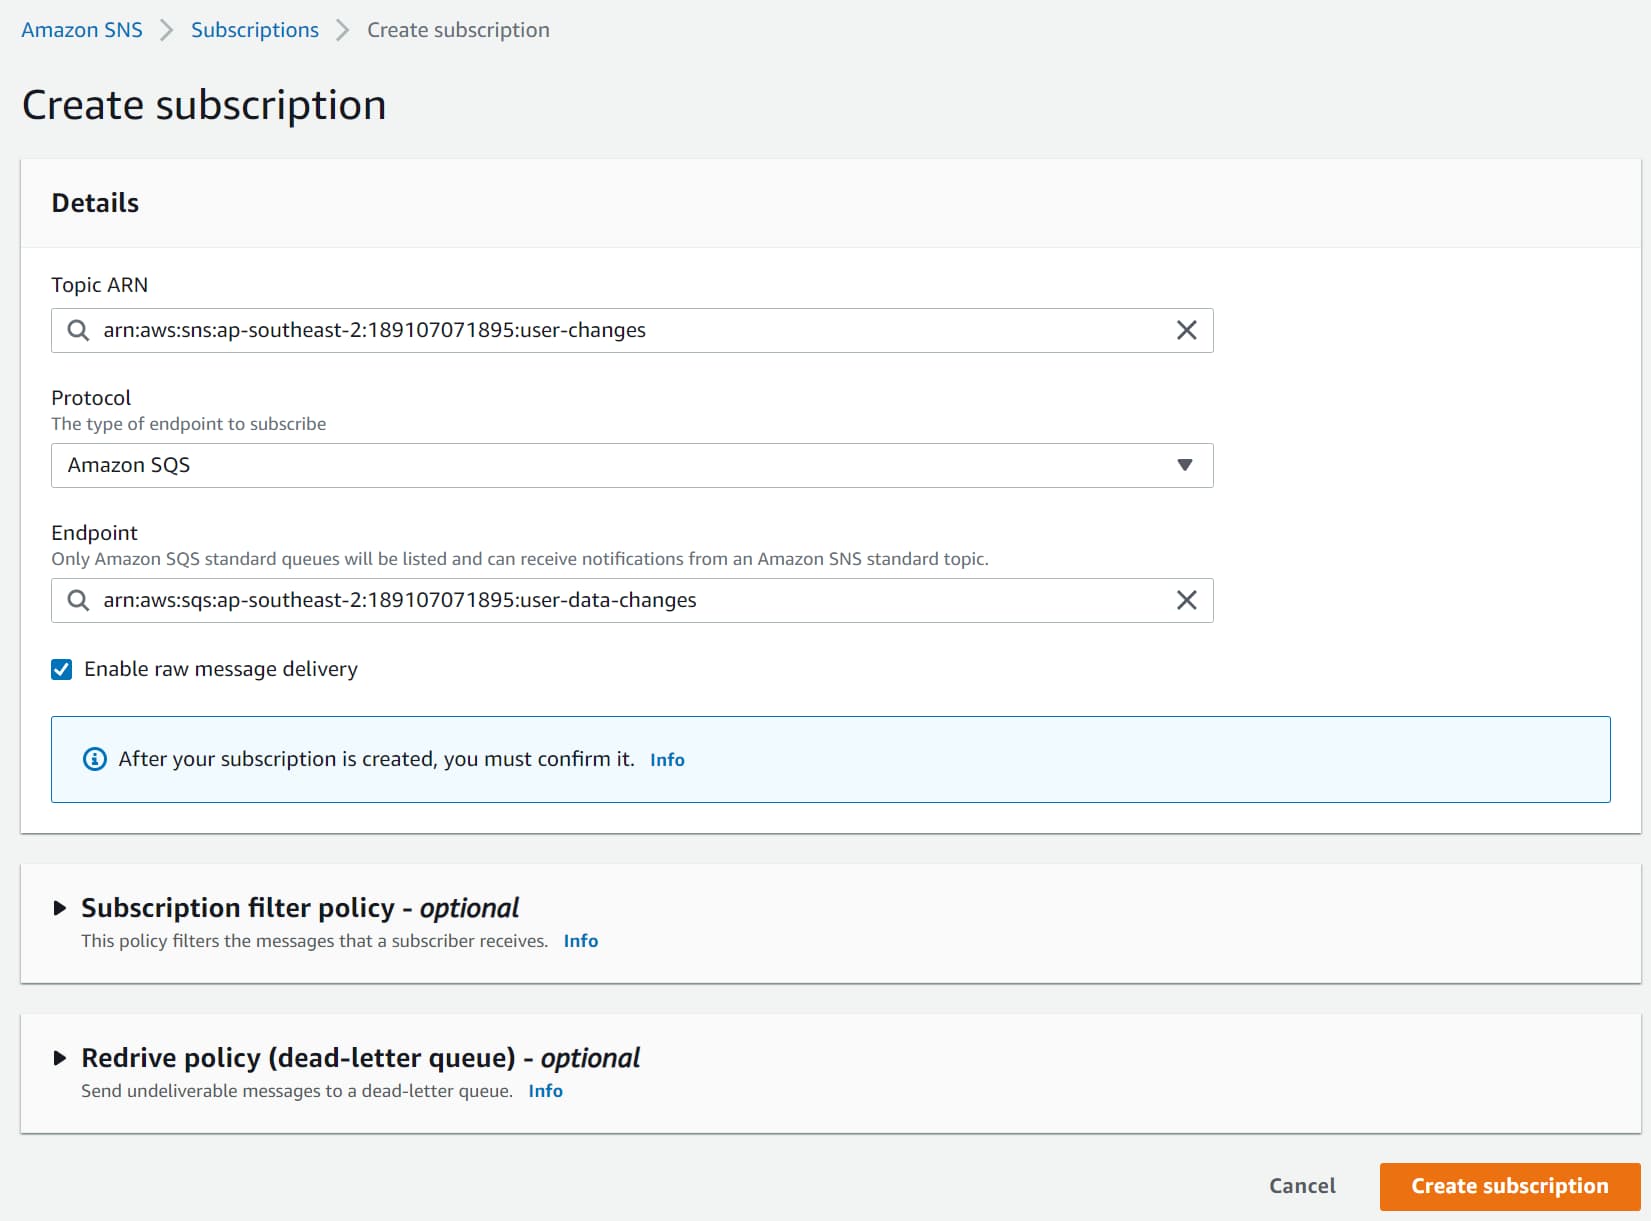 Amazon SNS > Subscriptions > Create subscription
Create subscription
Details
Topic ARN
arn:aws:sns:ap-southeast-2:189107071895:user-changes
Protocol
The type of endpoint to subscribe
Amazon SQS
Endpoint
Only Amazon SQS standard queues will be listed and can receive notifications from an Amazon SNS standard topic.
arn:aws:sqs:ap-southeast-2:189107071895:user-data-changes
Enable raw message delivery
After your subscription is created, you must confirm it. Info
Subscription filter policy - optional
This policy filters the messages that a subscriber receives. Info
Redrive policy (dead-letter queue) - optional
Send undeliverable messages to a dead-letter queue. Info
Cancel Create subscription